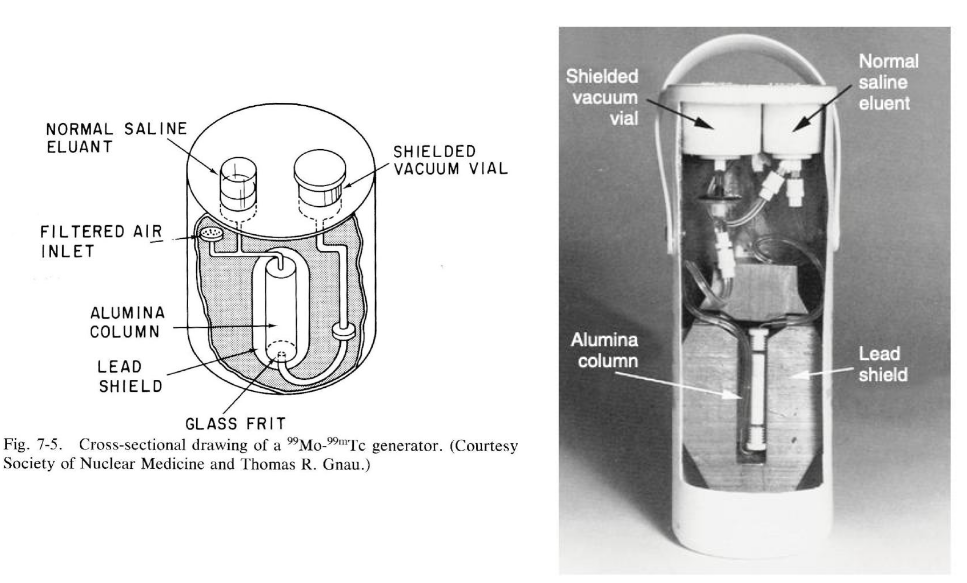 NORMAL SALINE
ELUANT
SHIELDED
VACUUM VIAL
FILTERED AIR
INLET
ALUMINA
COLUMN
LEAD
SHIELD
GLASS FRIT
Fig. 7-5. Cross-sectional drawing of a ⁹⁹Mo-⁹⁹ᵐTc generator. (Courtesy
Society of Nuclear Medicine and Thomas R. Gnau.)
Shielded
vacuum
vial
Normal
saline
eluent
Alumina
column
Lead
shield